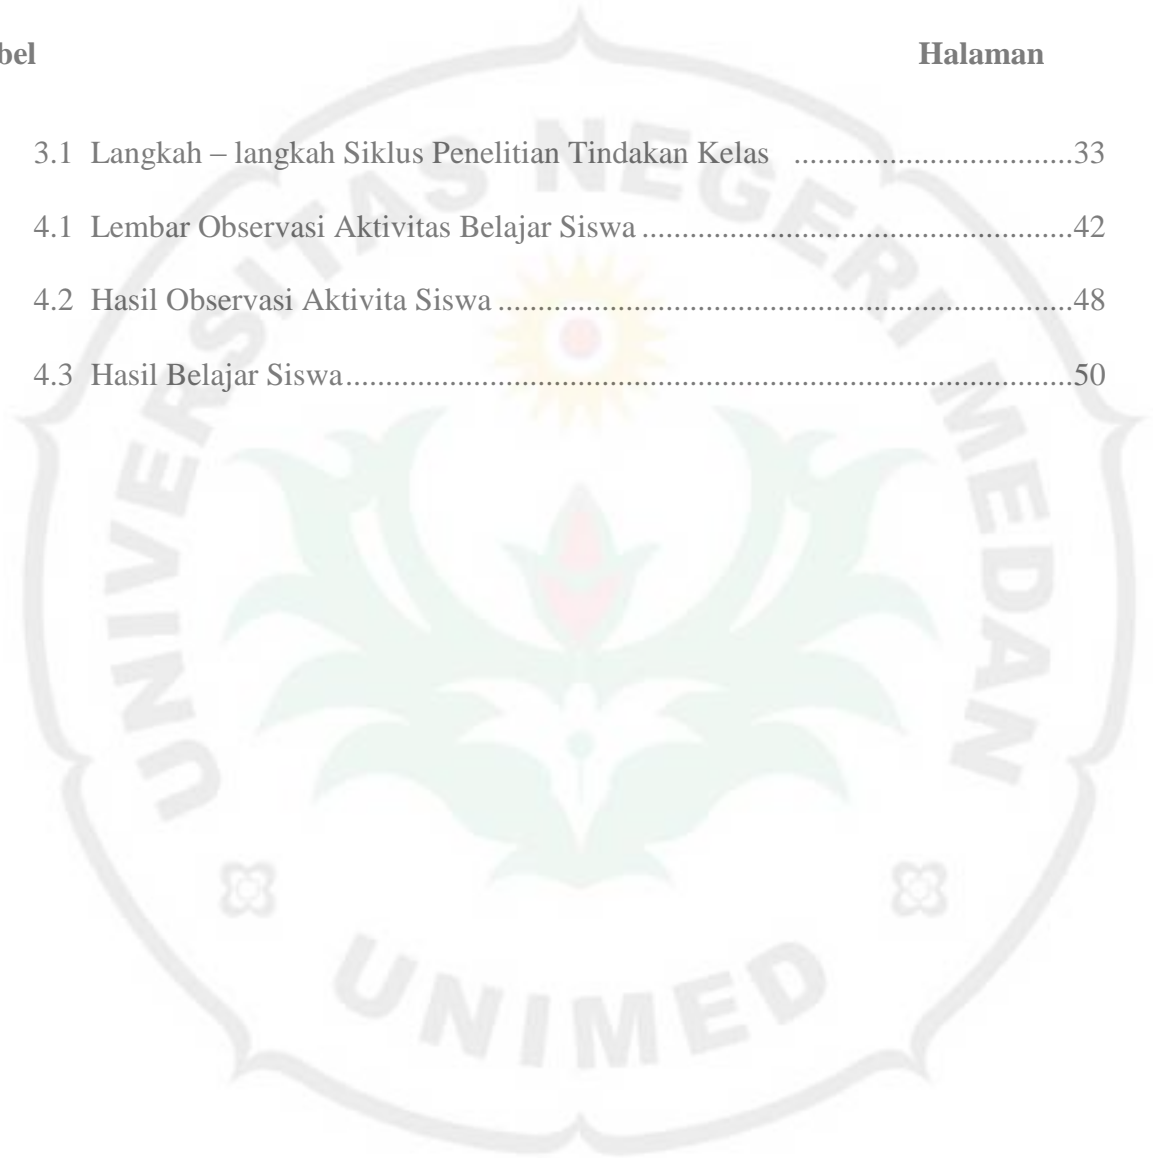 bel Halaman
3.1 Langkah – langkah Siklus Penelitian Tindakan Kelas ................................33
4.1 Lembar Observasi Aktivitas Belajar Siswa .................................................42
4.2 Hasil Observasi Aktivita Siswa .................................................................48
4.3 Hasil Belajar Siswa.................................................................................50
UNIVERSITAS NEGERI MEDAN
UNIMED